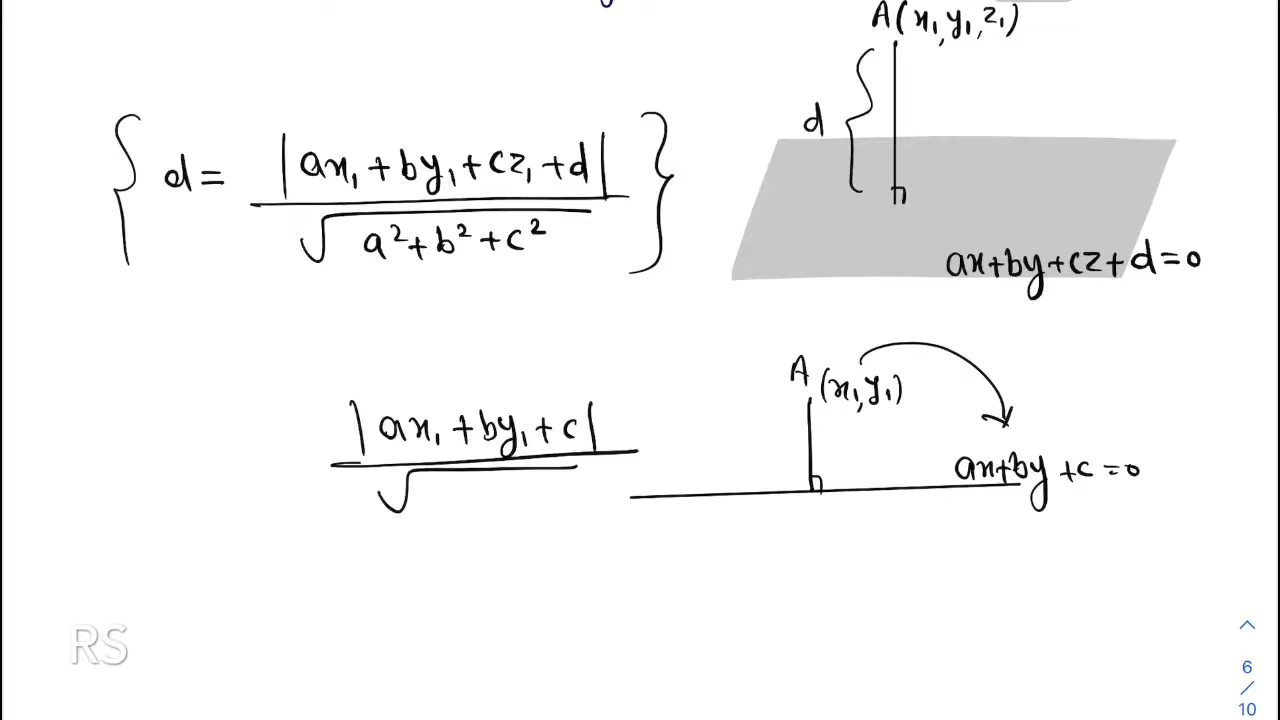 A(x₁, y₁, z₁)
d
d = |ax₁ + by₁ + cz₁ + d| / √(a² + b² + c²)
ax+by+cz+d=0
A (x₁, y₁)
|ax₁ + by₁ + c| / √
ax+by+c=0
RS
6
/
10